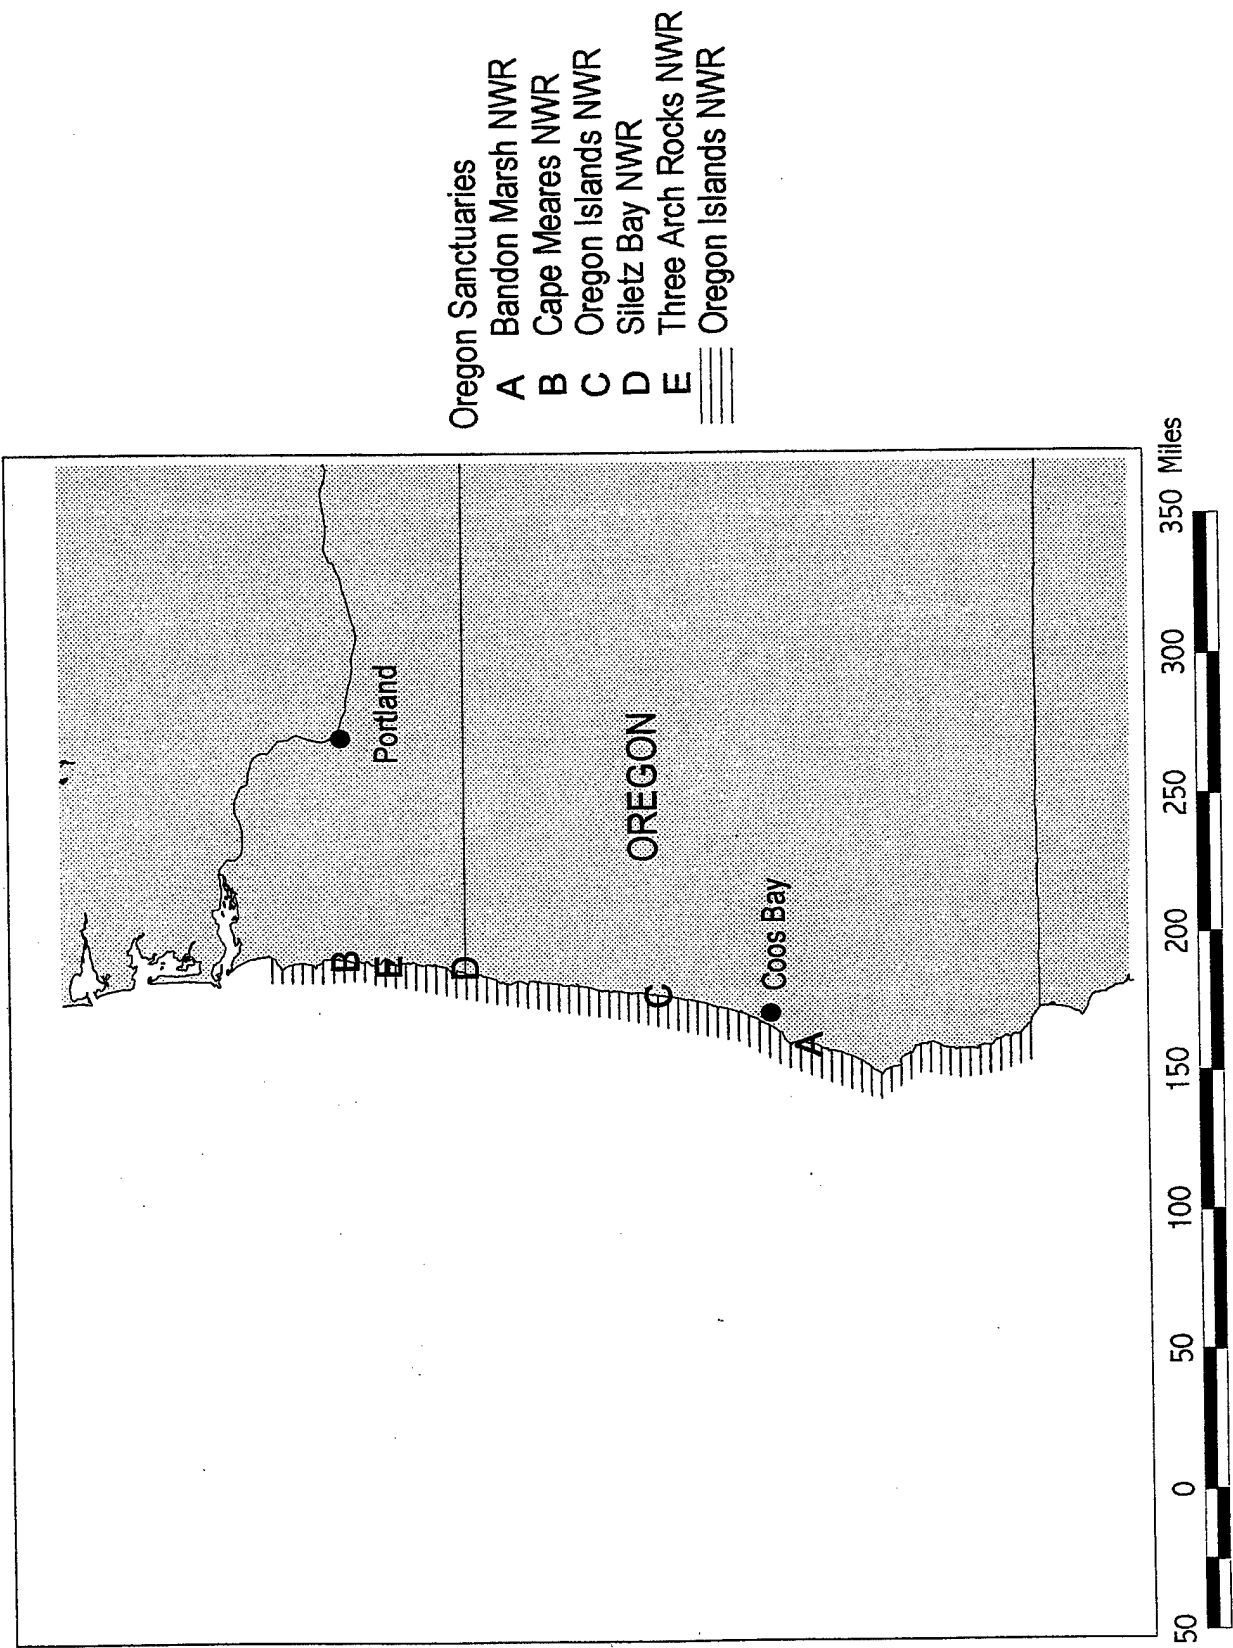 Oregon Sanctuaries
A Bandon Marsh NWR
B Cape Meares NWR
C Oregon Islands NWR
D Siletz Bay NWR
E Three Arch Rocks NWR
Oregon Islands NWR
Portland
OREGON
Coos Bay
B
E
D
C
A
50 0 50 100 150 200 250 300 350 Miles